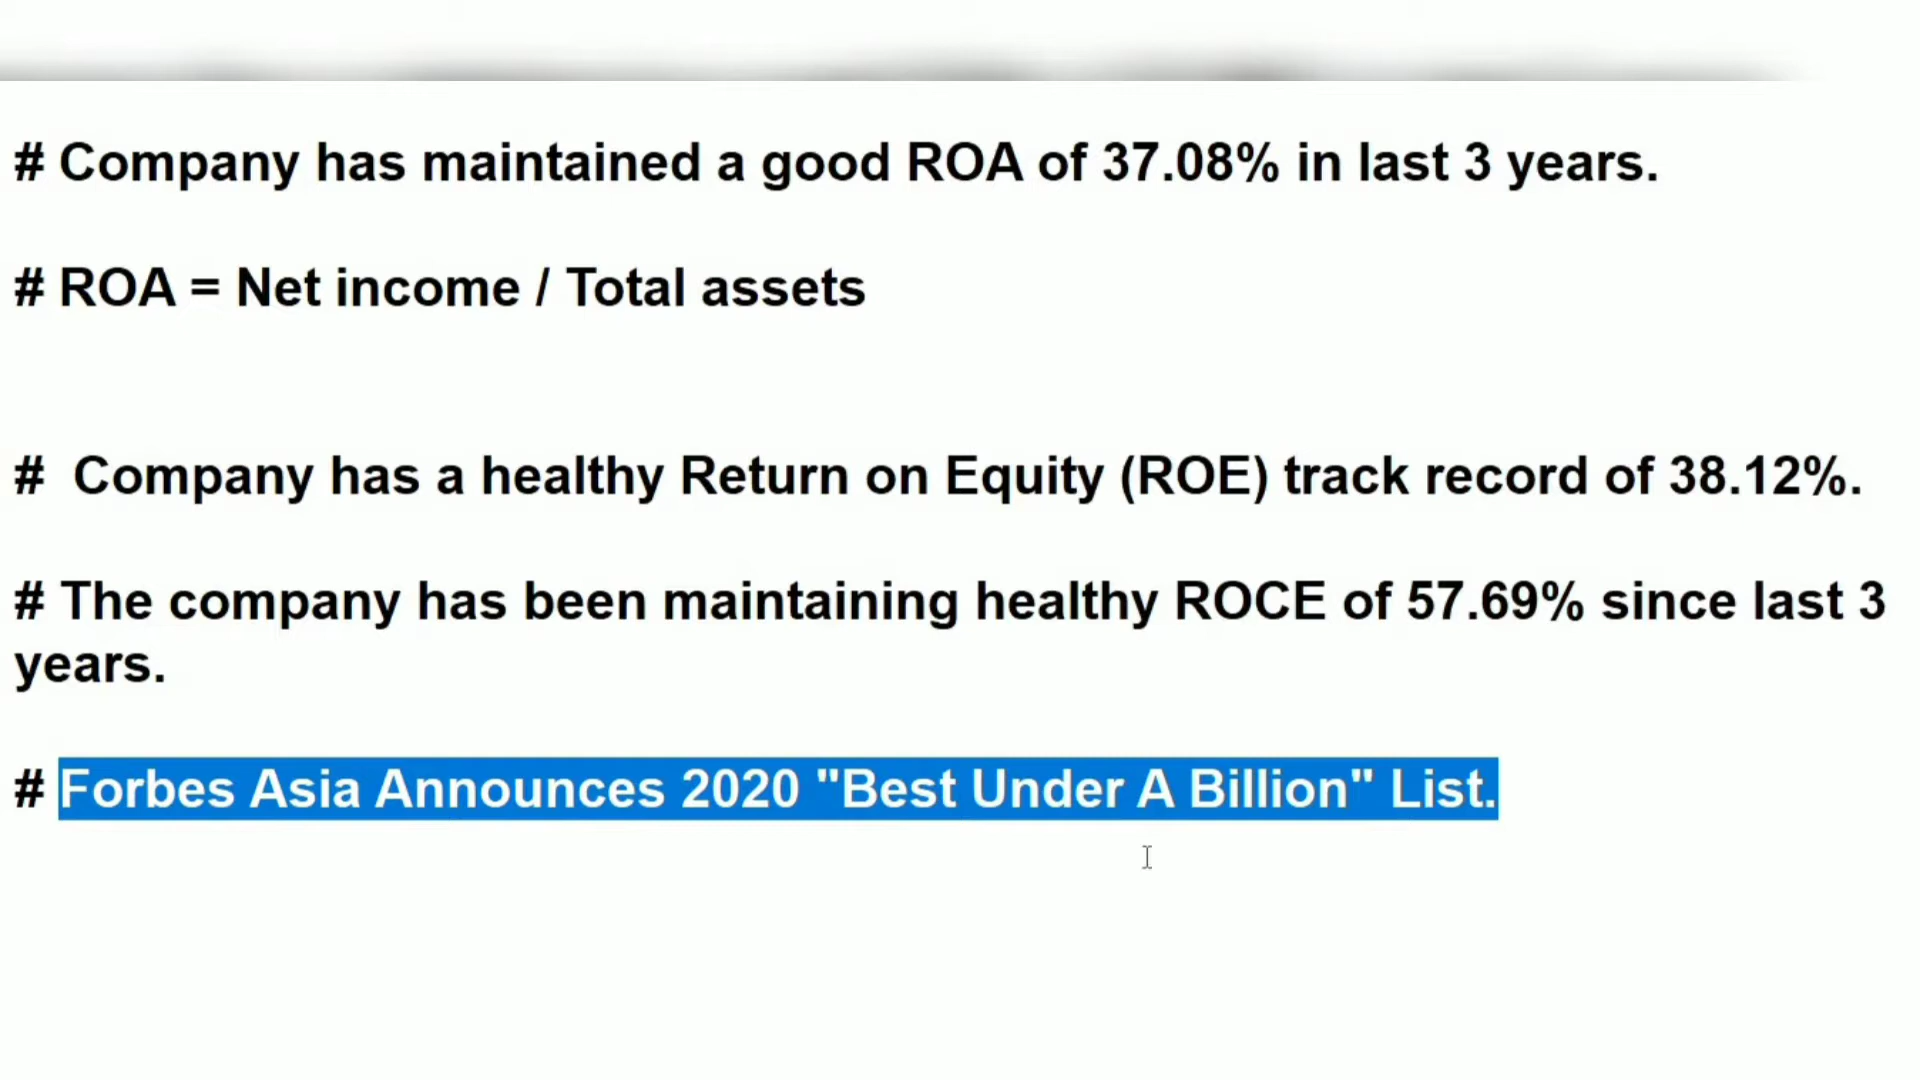 # Company has maintained a good ROA of 37.08% in last 3 years.
# ROA = Net income / Total assets
#  Company has a healthy Return on Equity (ROE) track record of 38.12%.
# The company has been maintaining healthy ROCE of 57.69% since last 3
years.
# Forbes Asia Announces 2020 "Best Under A Billion" List.